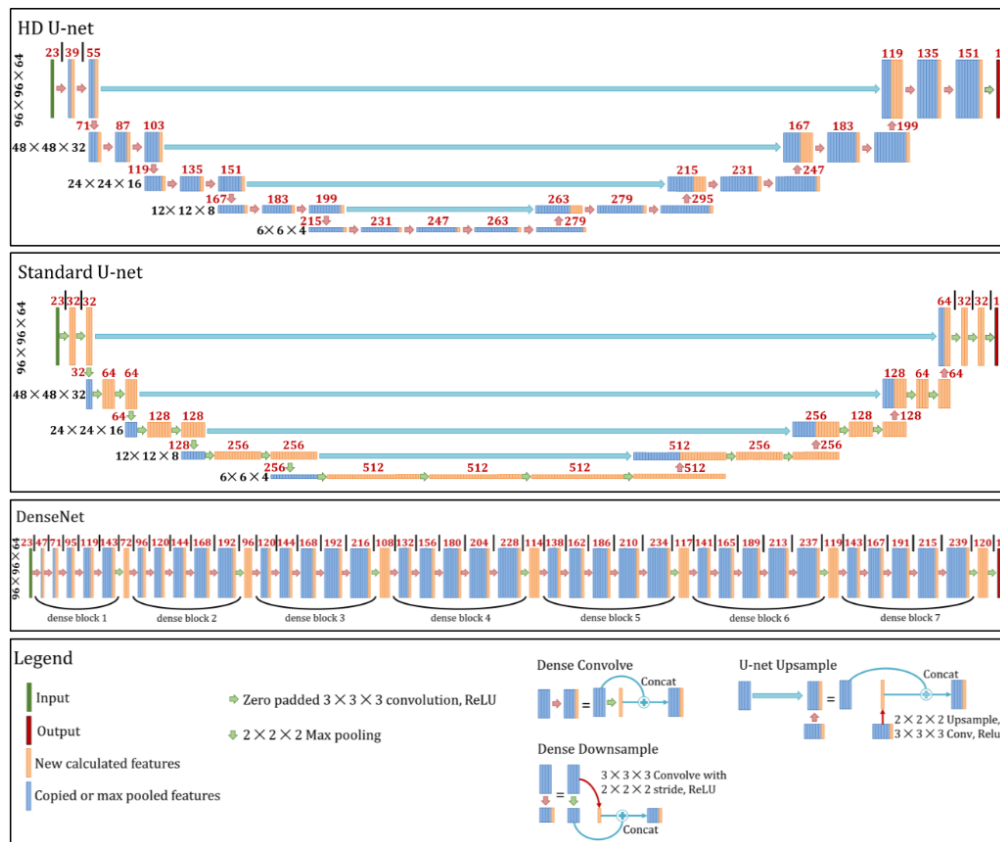 HD U-net
23 39 55 119 135 151 1
96×96×64
71 87 103 167 183 199
48×48×32
119 135 151 215 231 247
24×24×16
167 183 199 263 279 295
12×12×8
215 231 247 263 279
6×6×4
Standard U-net
23 32 32 64 32 32 1
96×96×64
32 64 64 128 64 64
48×48×32
64 128 128 256 128 128
24×24×16
128 256 256 512 256 256
12×12×8
256 512 512 512 512
6×6×4
DenseNet
23 47 71 95 119 143 72 96 120 144 168 192 96 120 144 168 192 216 108 132 156 180 204 228 114 138 162 186 210 234 117 141 165 189 213 237 119 143 167 191 215 239 120 1
96×96×64
dense block 1 dense block 2 dense block 3 dense block 4 dense block 5 dense block 6 dense block 7
Legend
Input
Output
New calculated features
Copied or max pooled features
Zero padded 3×3×3 convolution, ReLU
2×2×2 Max pooling
Dense Convolve
=
Concat
Dense Downsample
=
3×3×3 Convolve with
2×2×2 stride, ReLU
Concat
U-net Upsample
=
Concat
2×2×2 Upsample,
3×3×3 Conv, Relu